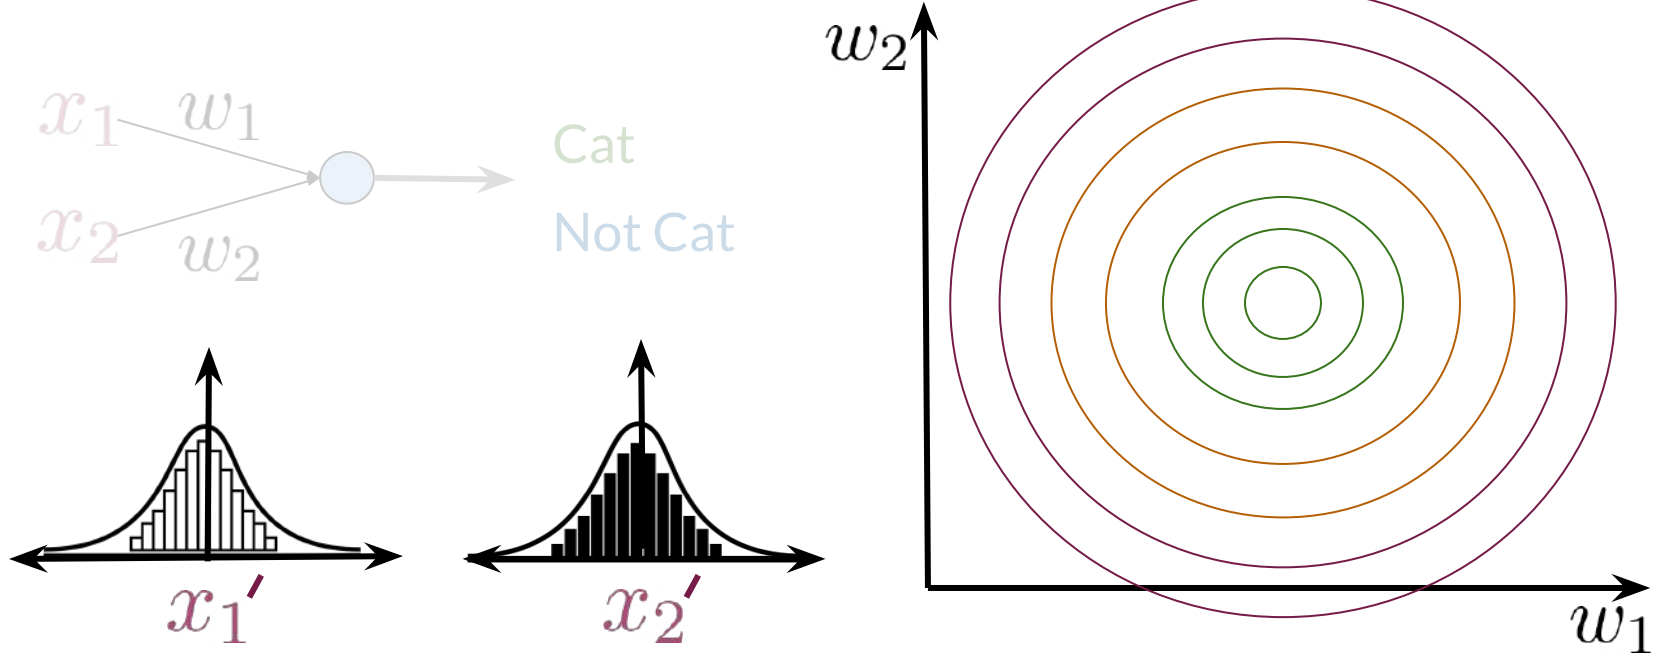 x₁ w₁
Cat
x₂ w₂
Not Cat
x₁′
x₂′
w₂
w₁